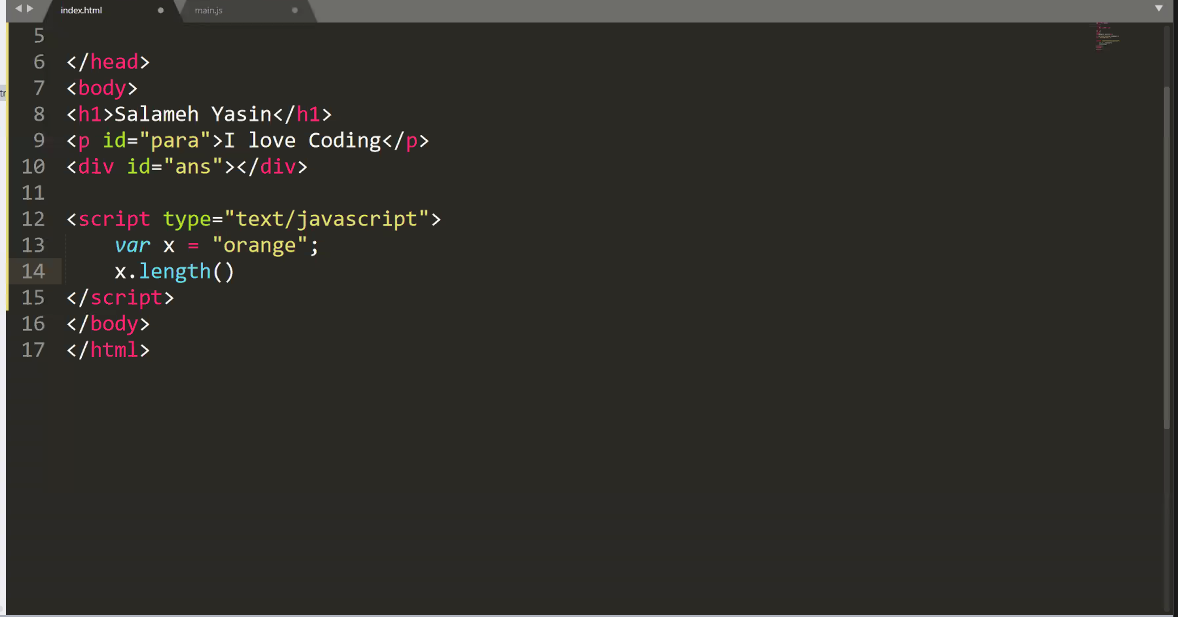 index.html main.js
5
6 </head>
7 <body>
8 <h1>Salameh Yasin</h1>
9 <p id="para">I love Coding</p>
10 <div id="ans"></div>
11
12 <script type="text/javascript">
13 var x = "orange";
14 x.length()
15 </script>
16 </body>
17 </html>